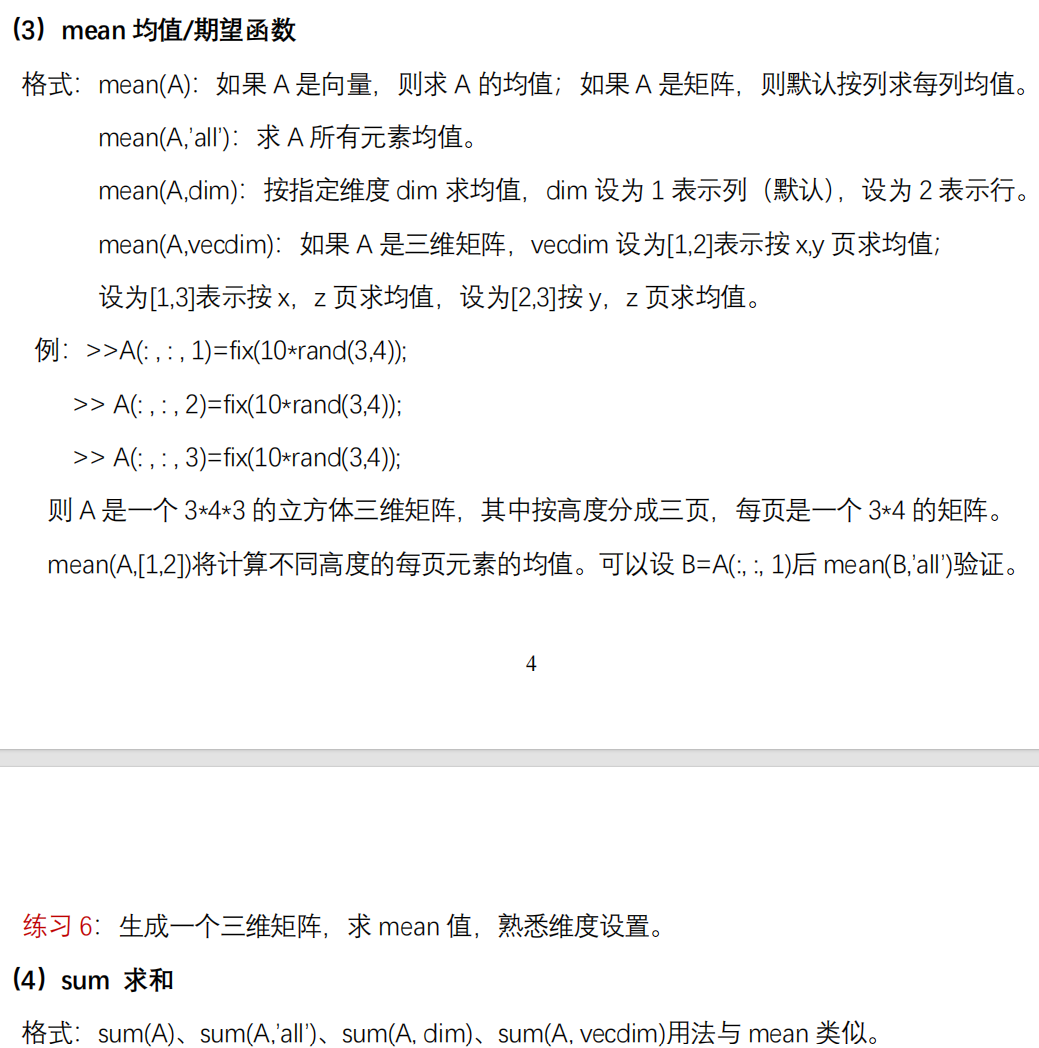 （3）mean 均值/期望函数
格式：mean(A)：如果 A 是向量，则求 A 的均值；如果 A 是矩阵，则默认按列求每列均值。
mean(A,’all’)：求 A 所有元素均值。
mean(A,dim)：按指定维度 dim 求均值，dim 设为 1 表示列（默认），设为 2 表示行。
mean(A,vecdim)：如果 A 是三维矩阵，vecdim 设为[1,2]表示按 x,y 页求均值；
设为[1,3]表示按 x，z 页求均值，设为[2,3]按 y，z 页求均值。
例：>>A(: , : , 1)=fix(10*rand(3,4));
>> A(: , : , 2)=fix(10*rand(3,4));
>> A(: , : , 3)=fix(10*rand(3,4));
则 A 是一个 3*4*3 的立方体三维矩阵，其中按高度分成三页，每页是一个 3*4 的矩阵。
mean(A,[1,2])将计算不同高度的每页元素的均值。可以设 B=A(:, :, 1)后 mean(B,’all’)验证。
4
练习 6：生成一个三维矩阵，求 mean 值，熟悉维度设置。
（4）sum 求和
格式：sum(A)、sum(A,’all’)、sum(A, dim)、sum(A, vecdim)用法与 mean 类似。